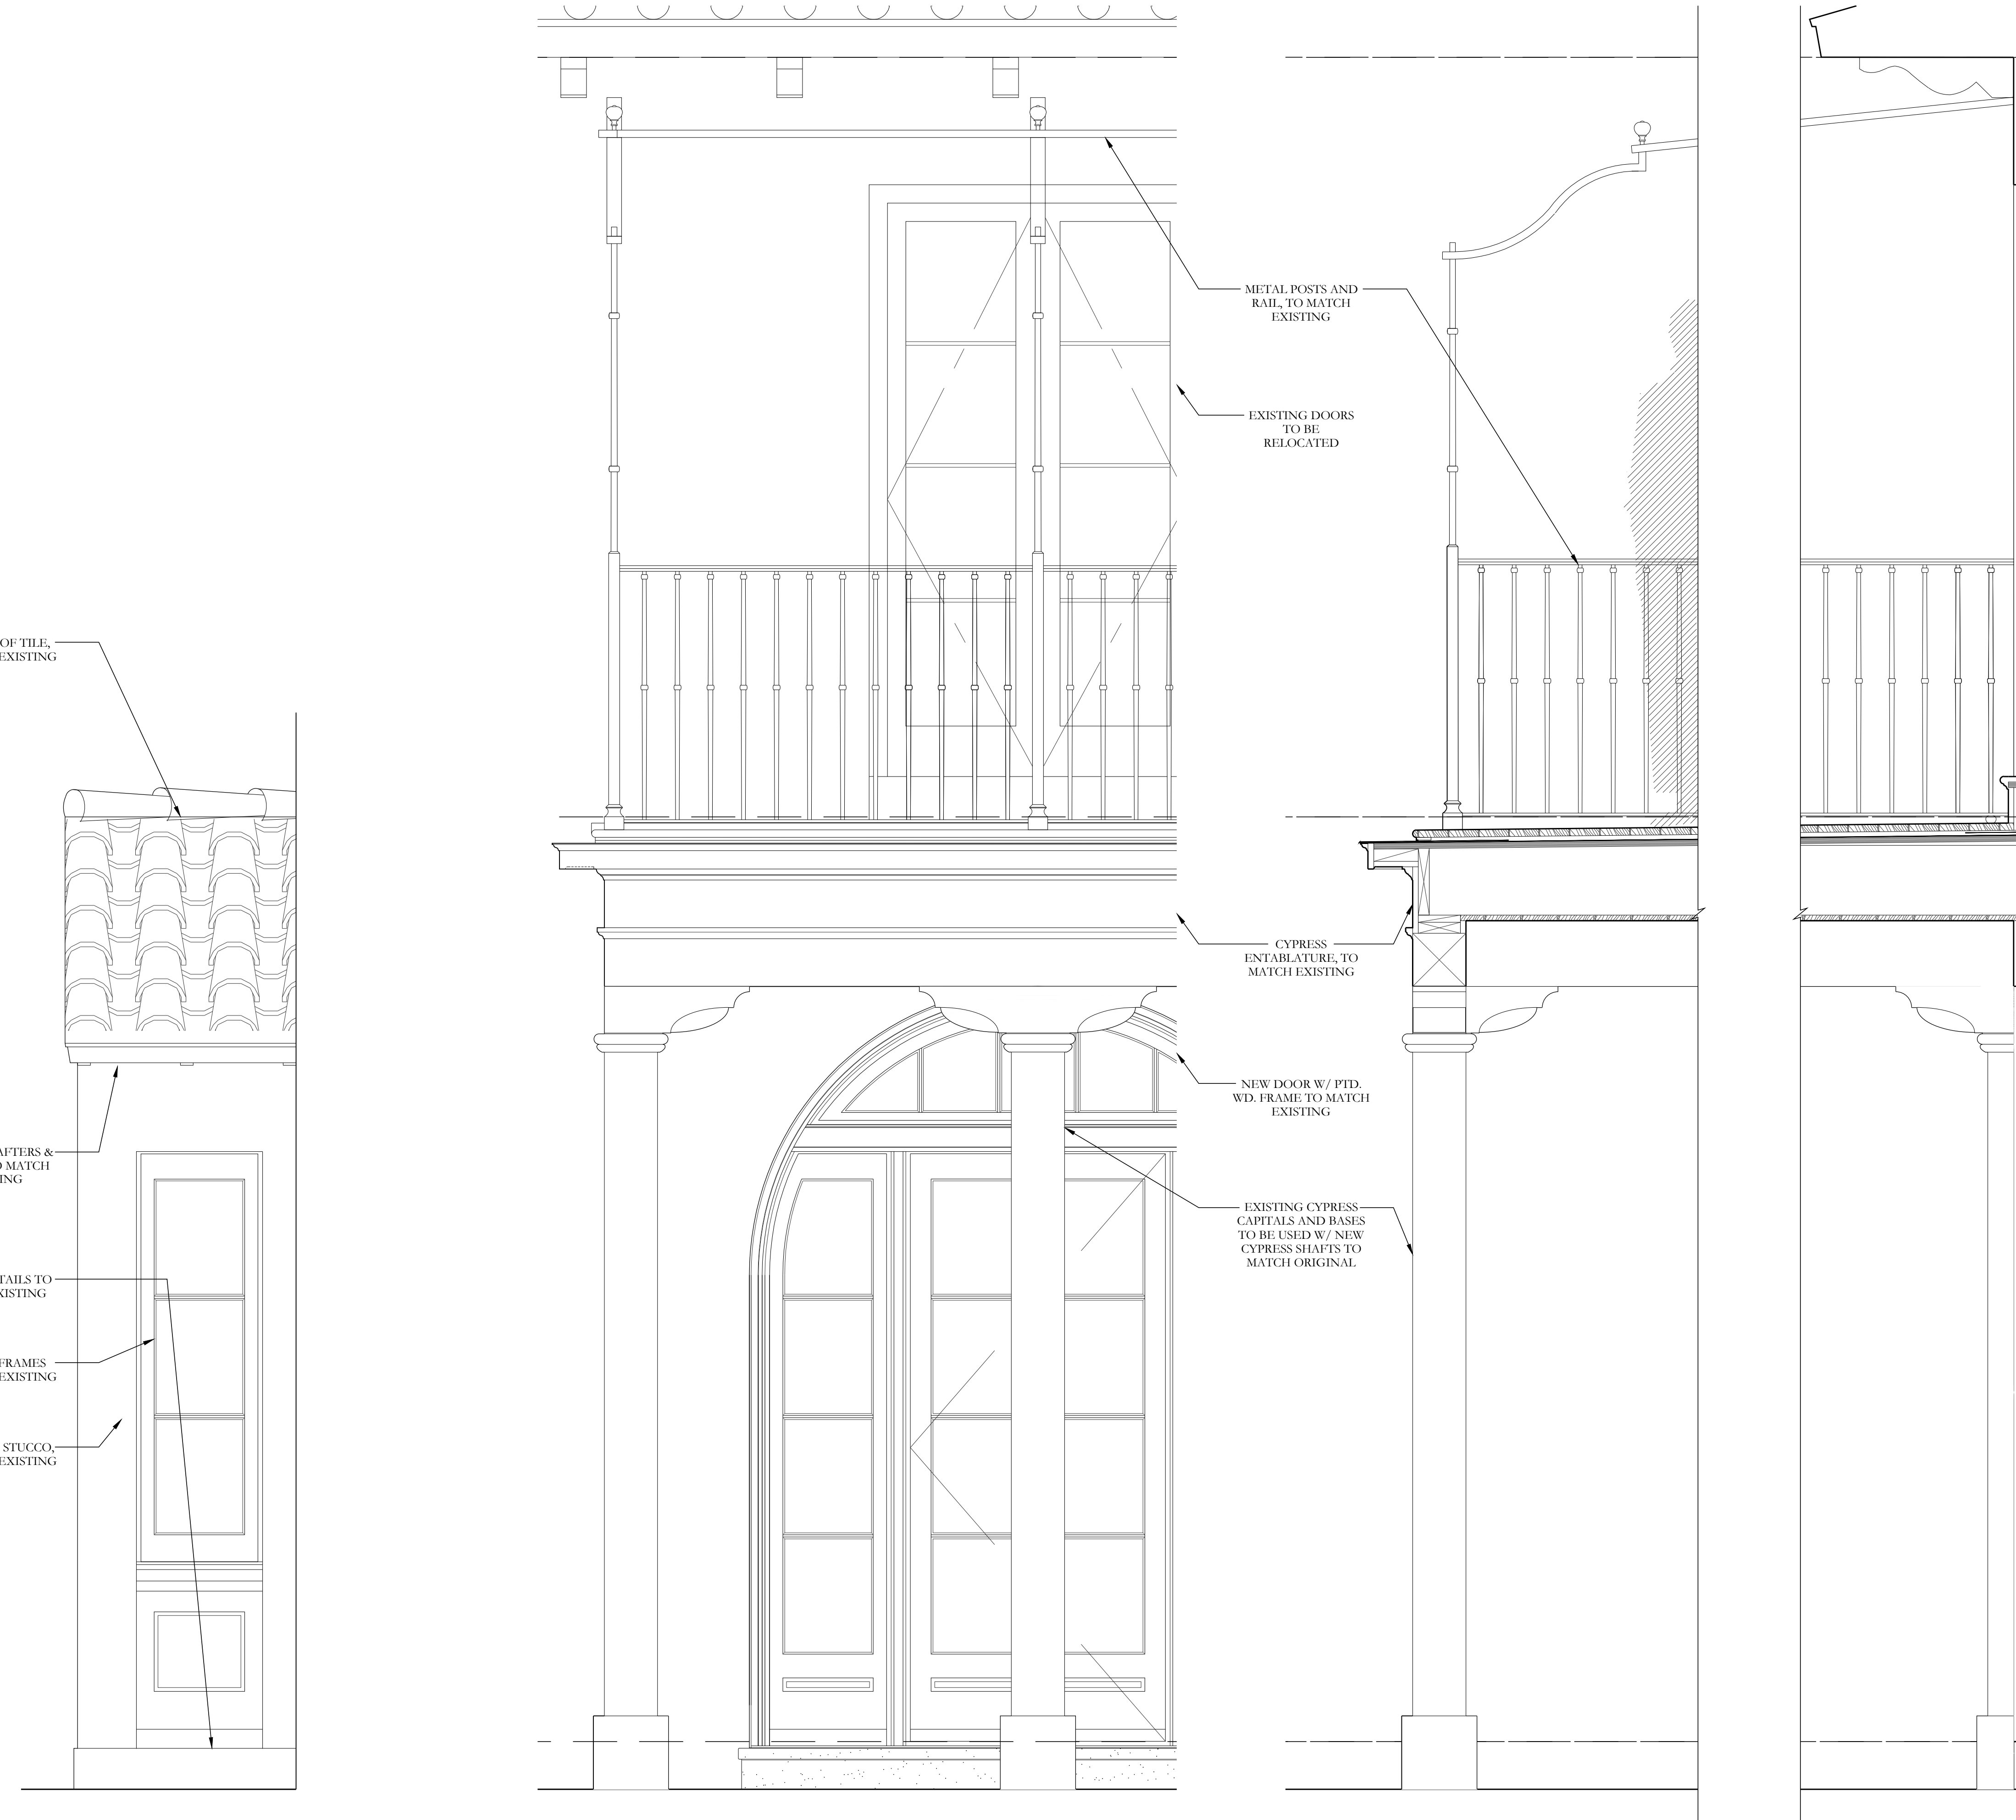 OF TILE,
EXISTING
AFTERS &
MATCH
STUCCO,
EXISTING
FRAMES
EXISTING
TAILS TO
METAL POSTS AND
RAIL, TO MATCH
EXISTING
EXISTING DOORS
TO BE
RELOCATED
CYPRESS
ENTABLATURE, TO
MATCH EXISTING
NEW DOOR W/ PTD.
WD. FRAME TO MATCH
EXISTING
EXISTING CYPRESS
CAPITALS AND BASES
TO BE USED W/ NEW
CYPRESS SHAFTS TO
MATCH ORIGINAL